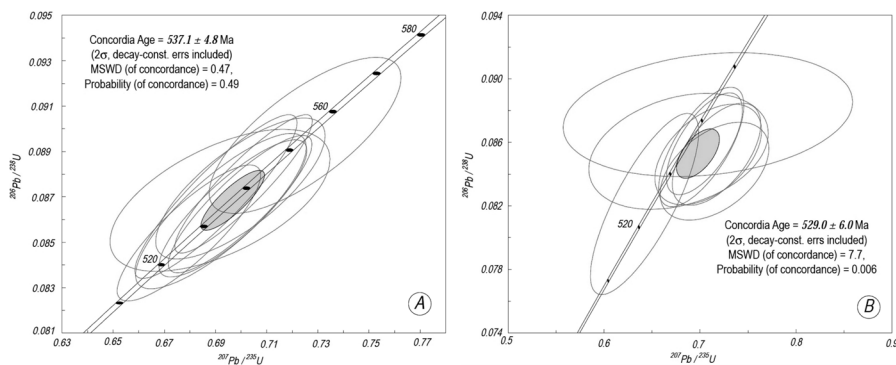 0.095
0.093
0.091
0.089
0.087
0.085
0.083
0.081
²⁰⁶Pb / ²³⁸U
Concordia Age = 537.1 ± 4.8 Ma
(2σ, decay-const. errs included)
MSWD (of concordance) = 0.47,
Probability (of concordance) = 0.49
580
560
520
A
0.63 0.65 0.67 0.69 0.71 0.73 0.75 0.77
²⁰⁷Pb / ²³⁵U
0.098
0.094
0.090
0.086
0.082
0.078
0.074
²⁰⁶Pb / ²³⁸U
520
Concordia Age = 529.0 ± 6.0 Ma
(2σ, decay-const. errs included)
MSWD (of concordance) = 7.7,
Probability (of concordance) = 0.006
B
0.5 0.6 0.7 0.8 0.9
²⁰⁷Pb / ²³⁵U